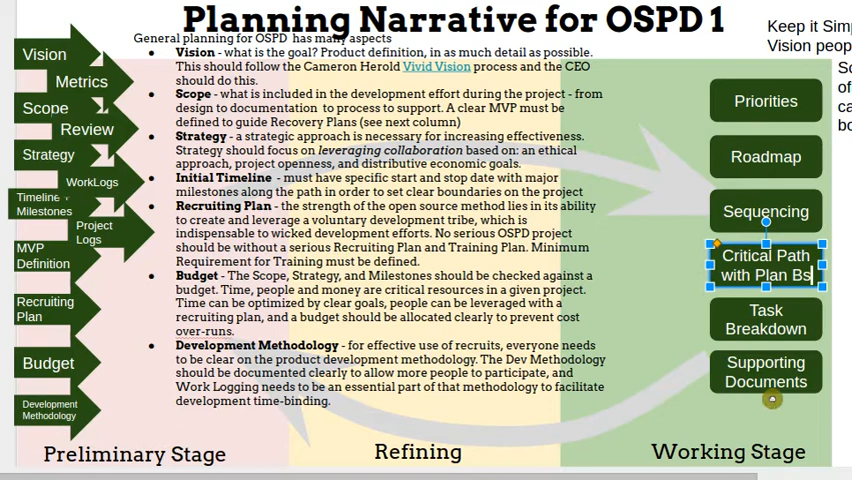 Planning Narrative for OSPD 1
Keep it Simp
Vision peop
General planning for OSPD has many aspects
Vision - what is the goal? Product definition, in as much detail as possible.
This should follow the Cameron Herold Vivid Vision process and the CEO
should do this.
Scope - what is included in the development effort during the project - from
design to documentation to process to support. A clear MVP must be
defined to guide Recovery Plans (see next column)
Strategy - a strategic approach is necessary for increasing effectiveness.
Strategy should focus on leveraging collaboration based on: an ethical
approach, project openness, and distributive economic goals.
Initial Timeline - must have specific start and stop date with major
milestones along the path in order to set clear boundaries on the project
Recruiting Plan - the strength of the open source method lies in its ability
to create and leverage a voluntary development tribe, which is
indispensable to wicked development efforts. No serious OSPD project
should be without a serious Recruiting Plan and Training Plan. Minimum
Requirement for Training must be defined.
Budget - The Scope, Strategy, and Milestones should be checked against a
budget. Time, people and money are critical resources in a given project.
Time can be optimized by clear goals, people can be leveraged with a
recruiting plan, and a budget should be allocated clearly to prevent cost
over-runs.
Development Methodology - for effective use of recruits, everyone needs
to be clear on the product development methodology. The Dev Methodology
should be documented clearly to allow more people to participate, and
Work Logging needs to be an essential part of that methodology to facilitate
development time-binding.
Vision
Metrics
Scope
Review
Strategy
WorkLogs
Timeline
Milestones
Project
Logs
MVP
Definition
Recruiting
Plan
Budget
Development
Methodology
Priorities
Roadmap
Sequencing
Critical Path
with Plan Bs
Task
Breakdown
Supporting
Documents
Sc
of
ca
bo
Preliminary Stage
Refining
Working Stage